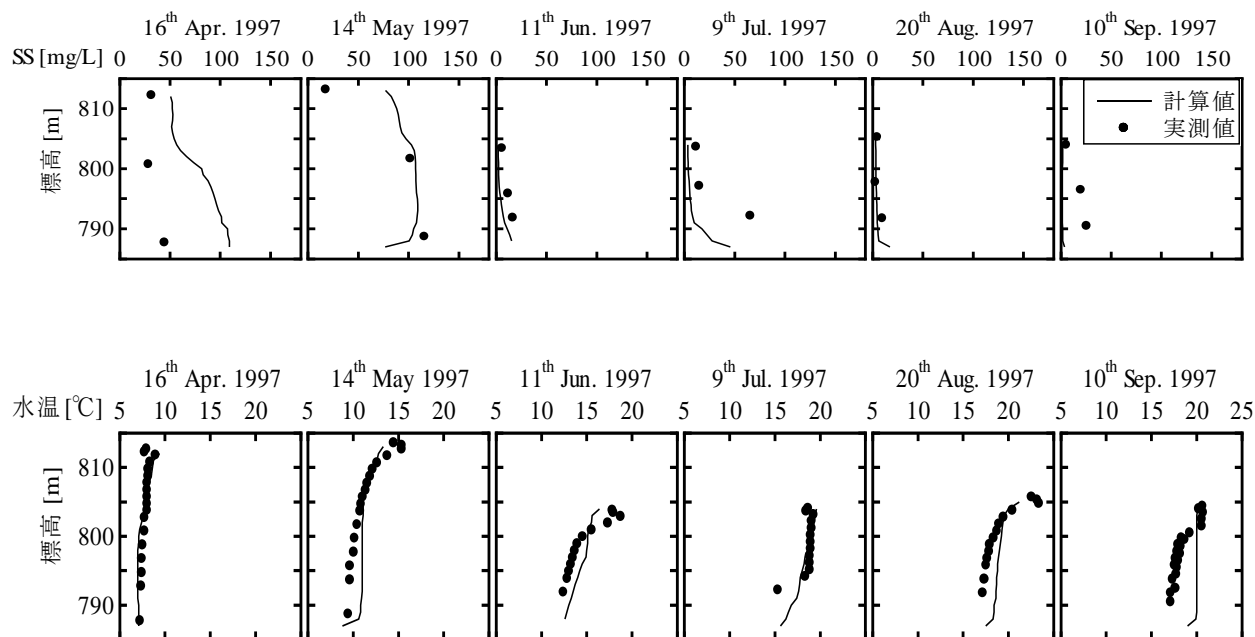 16th Apr. 1997 14th May 1997 11th Jun. 1997 9th Jul. 1997 20th Aug. 1997 10th Sep. 1997
SS [mg/L] 0 50 100 150 0 50 100 150 0 50 100 150 0 50 100 150 0 50 100 150 0 50 100 150
標高 [m]
810
800
790
計算値
実測値
16th Apr. 1997 14th May 1997 11th Jun. 1997 9th Jul. 1997 20th Aug. 1997 10th Sep. 1997
水温 [℃] 5 10 15 20 5 10 15 20 5 10 15 20 5 10 15 20 5 10 15 20 5 10 15 20 25
標高 [m]
810
800
790